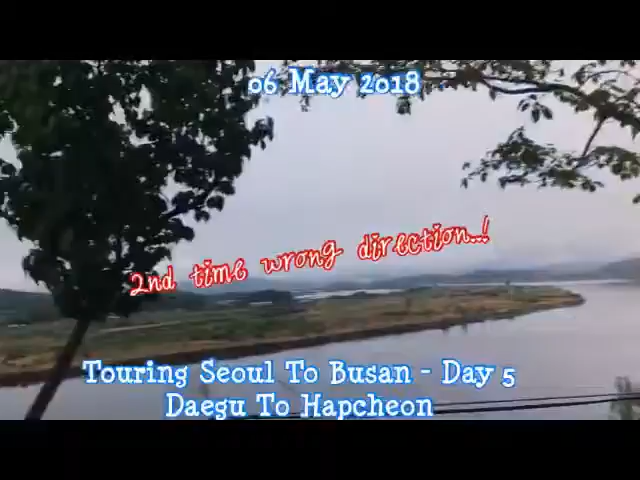 06 May 2018
2nd time wrong direction...!
Touring Seoul To Busan - Day 5
Daegu To Hapcheon